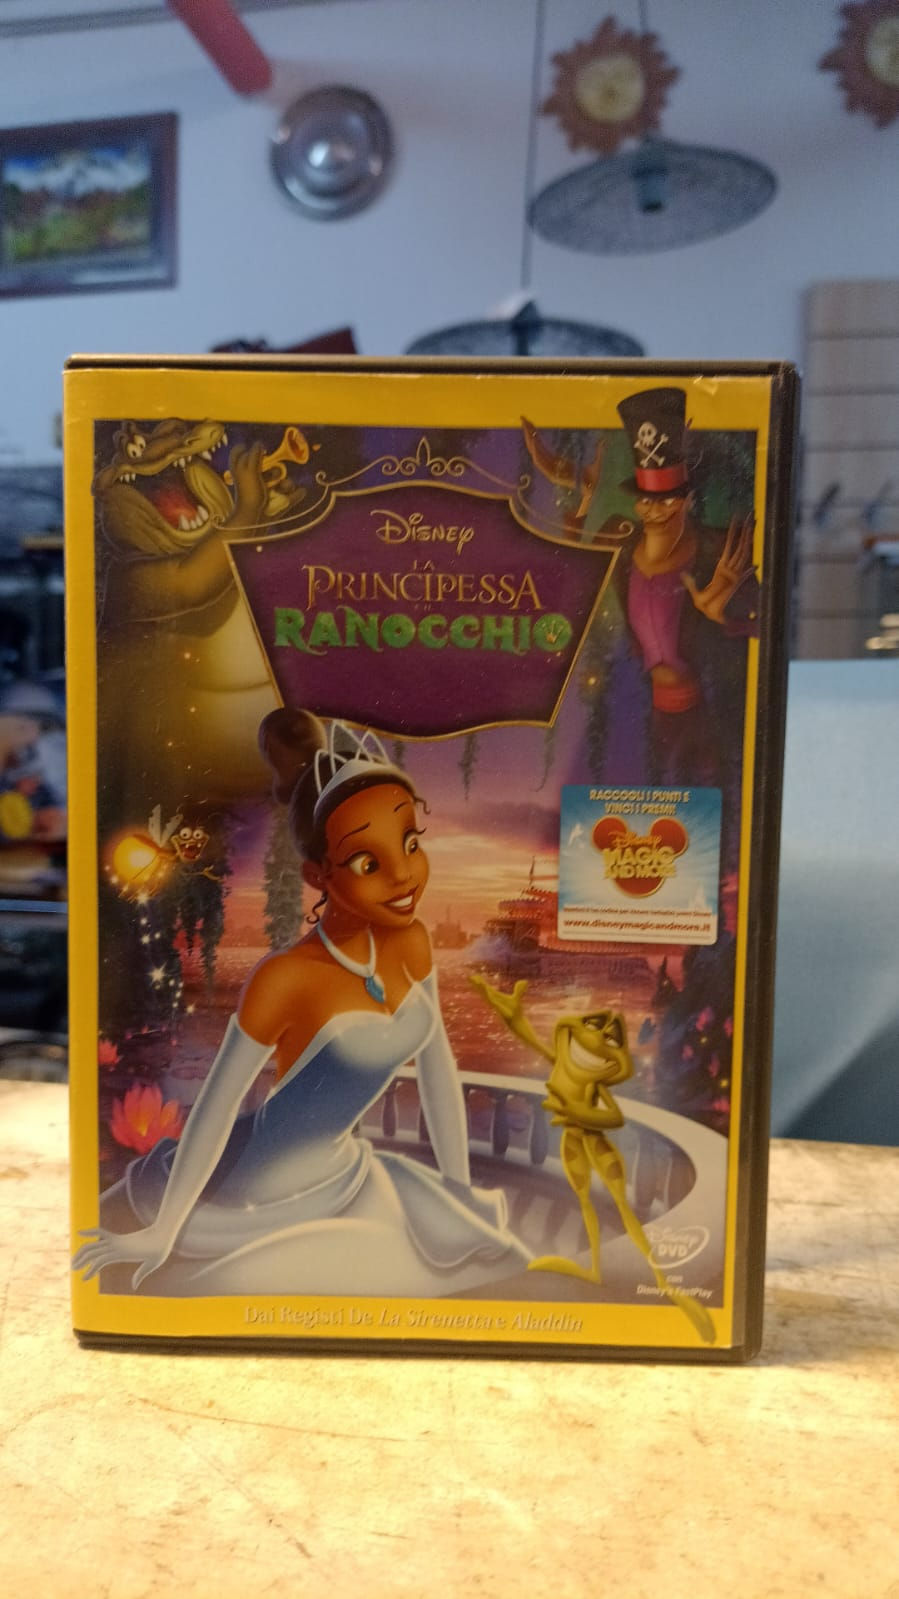 Disney
LA
PRINCIPESSA
E IL
RANOCCHIO
RACCOGLI I PUNTI E
VINCI I PREMI!
Disney
MAGIC
AND MORE
www.disneymagicandmore.it
Disney
DVD
con
Disney's FastPlay
Dai Registi De La Sirenetta e Aladdin